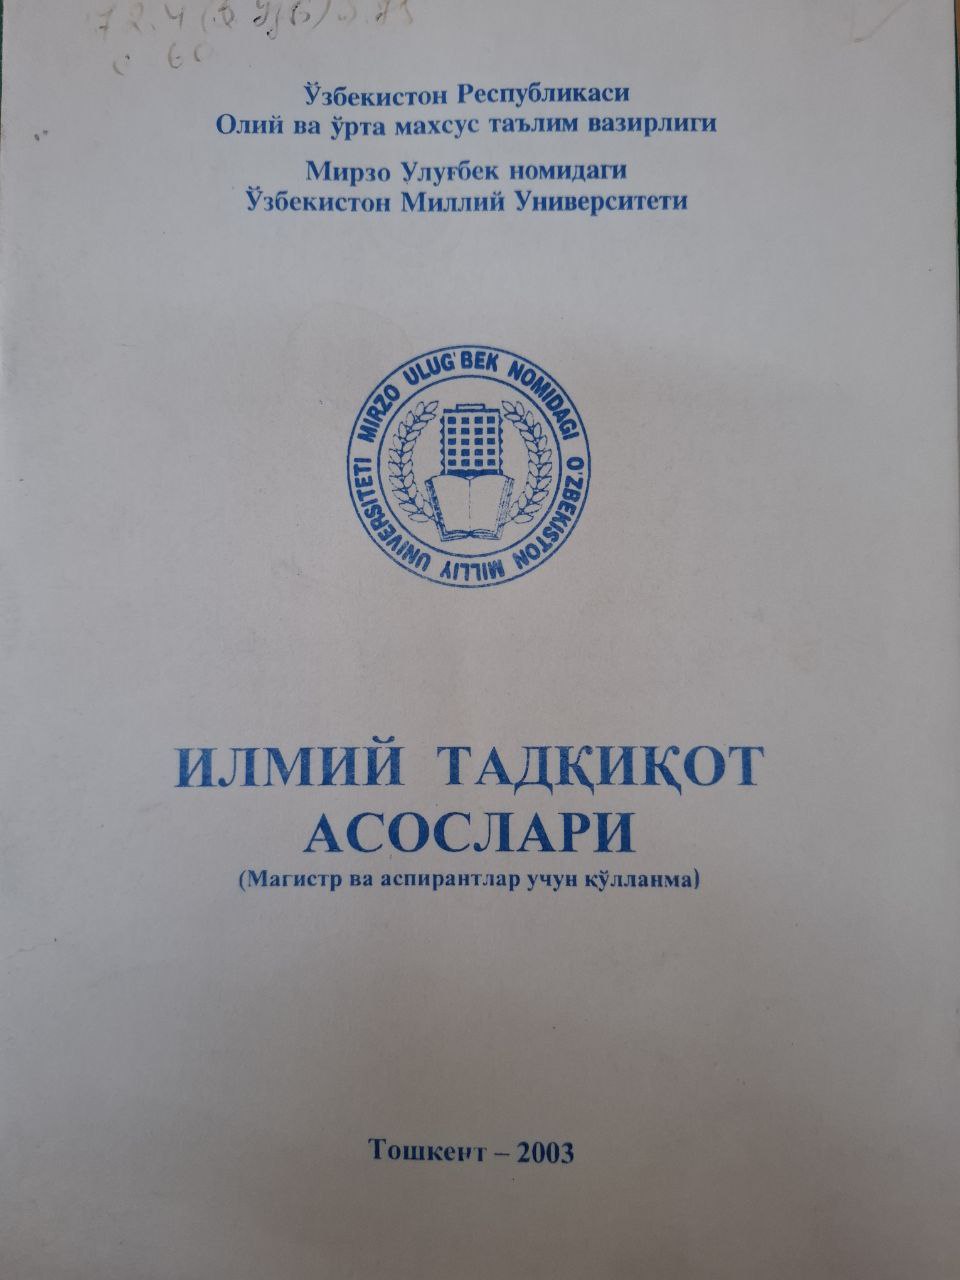 Ўзбекистон Республикаси
Олий ва ўрта махсус таълим вазирлиги
Мирзо Улуғбек номидаги
Ўзбекистон Миллий Университети
MIRZO ULUG'BEK NOMIDAGI O'ZBEKISTON MILLIY UNIVERSITETI
ИЛМИЙ ТАДҚИҚОТ
АСОСЛАРИ
(Магистр ва аспирантлар учун қўлланма)
Тошкент – 2003